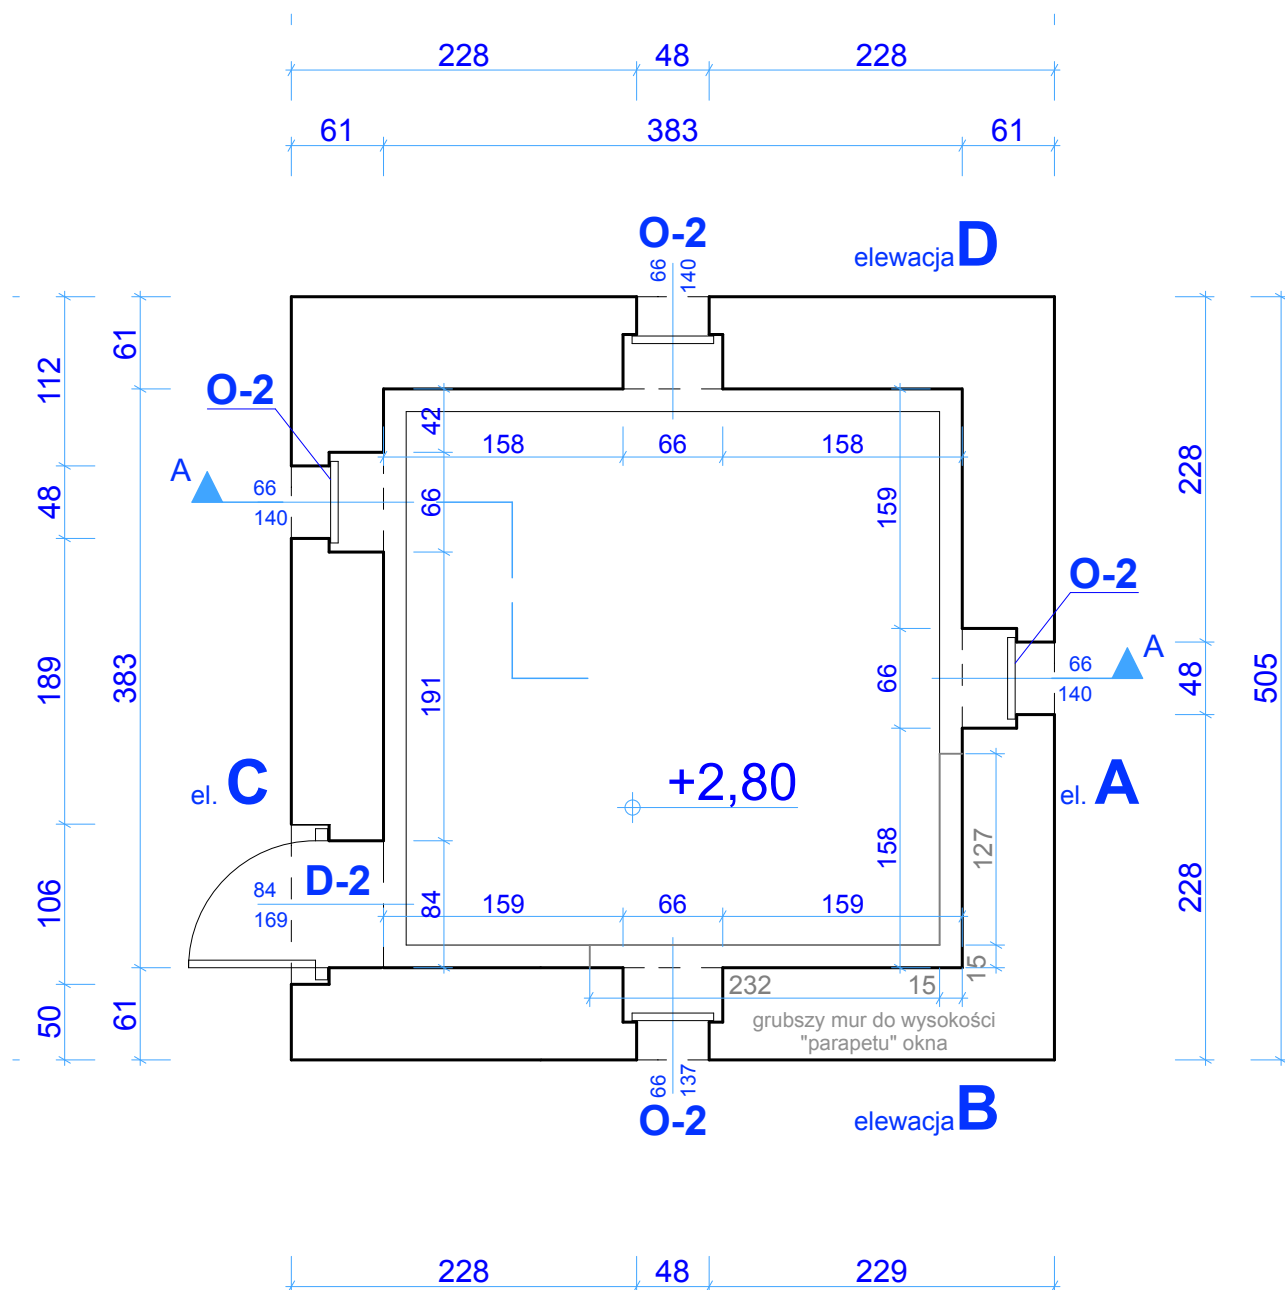 228 48 228
61 383 61
O-2
66
140
elewacja D
112
48
189
106
50
61
383
61
O-2
A
66
140
42
66
191
84
158 66 158
159
66
158
O-2
A
66
140
228
48
228
505
+2,80
el. C
el. A
D-2
84
169
159 66 159
127
15
232 15
grubszy mur do wysokości
"parapetu" okna
66
137
O-2
elewacja B
228 48 229